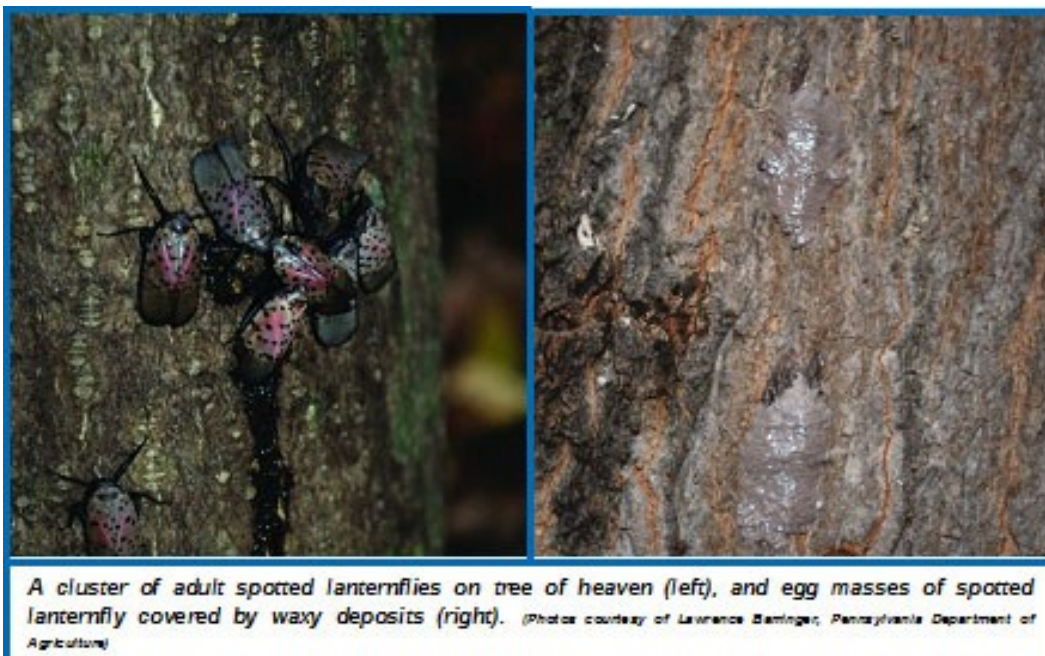 A cluster of adult spotted lanternflies on tree of heaven (left), and egg masses of spotted
lanternfly covered by waxy deposits (right). (Photos courtesy of Lawrence Barringer, Pennsylvania Department of
Agriculture)